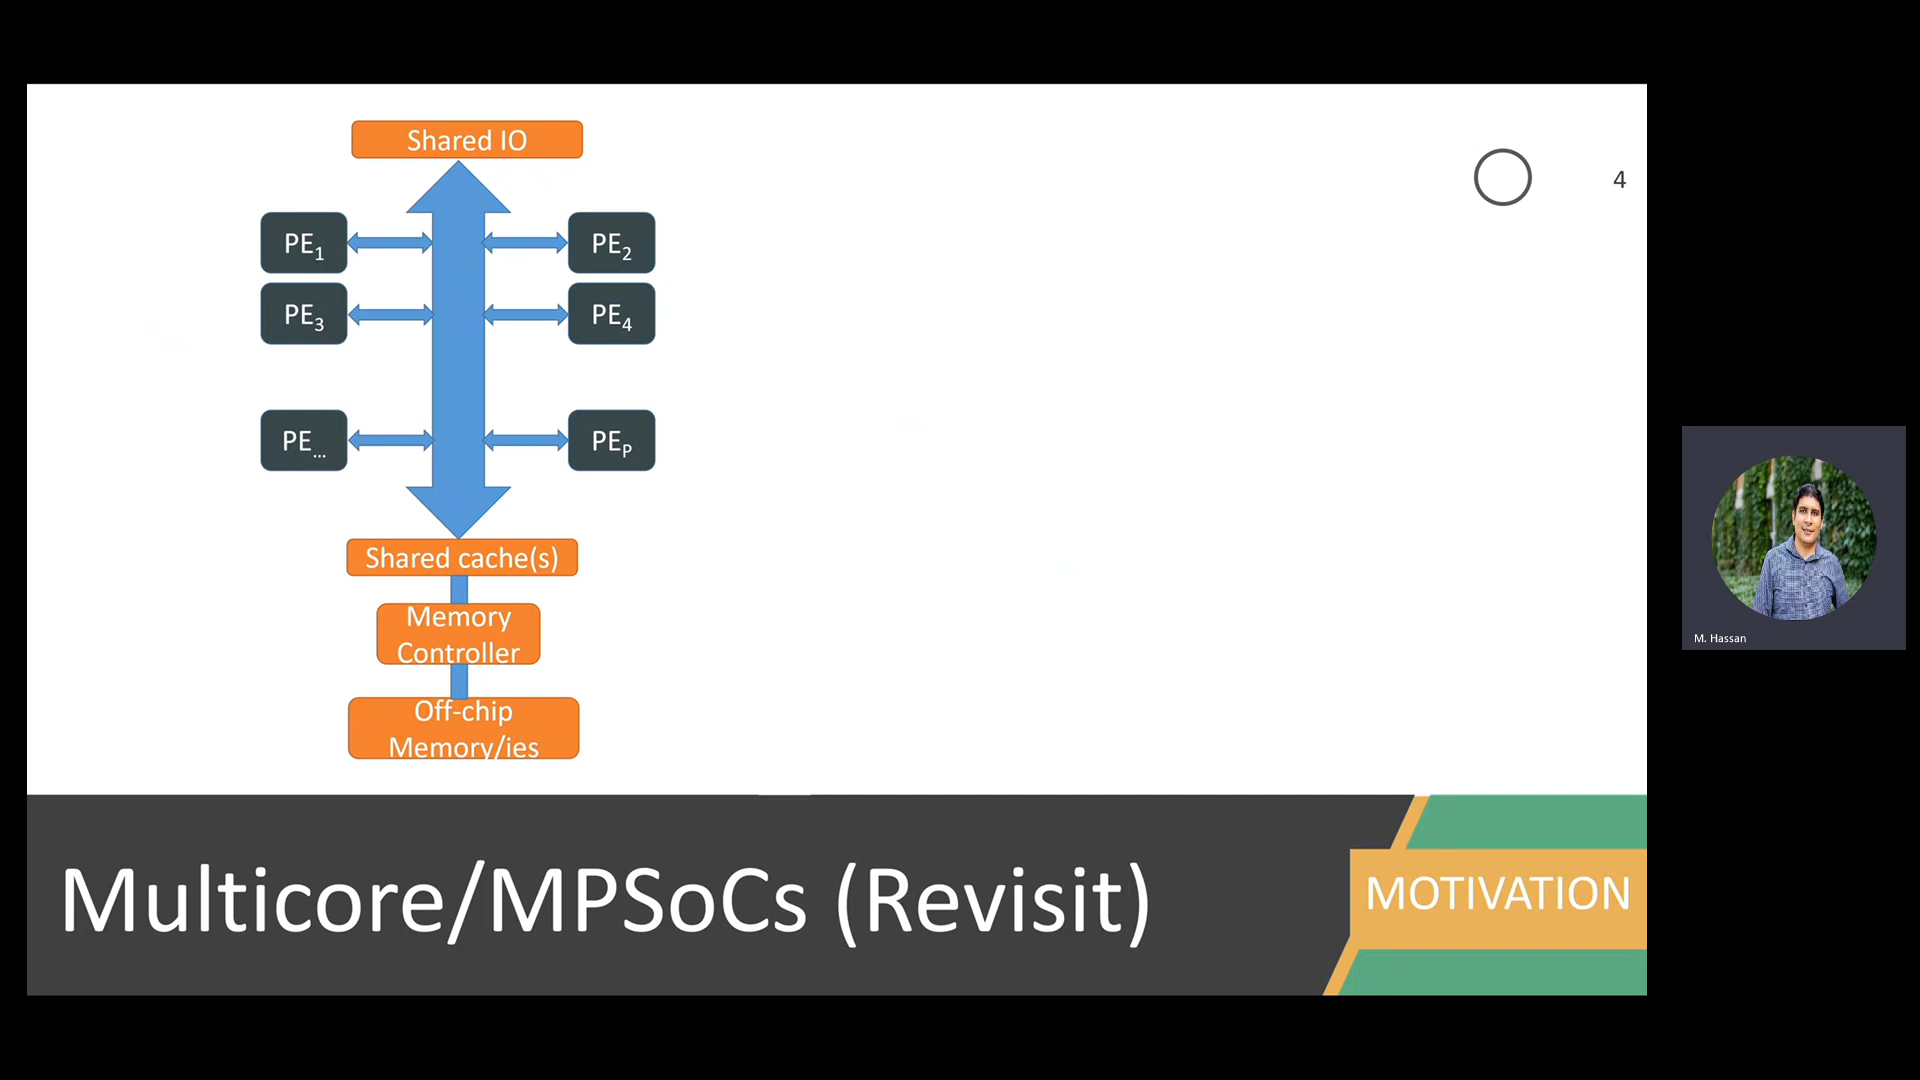 Shared IO
4
PE1
PE2
PE3
PE4
PE...
PEP
Shared cache(s)
Memory
Controller
Off-chip
Memory/ies
M. Hassan
Multicore/MPSoCs (Revisit)
MOTIVATION